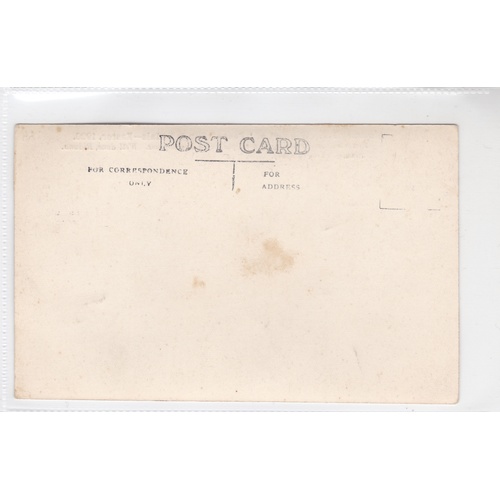 POST CARD
FOR CORRESPONDENCE
ONLY
FOR
ADDRESS